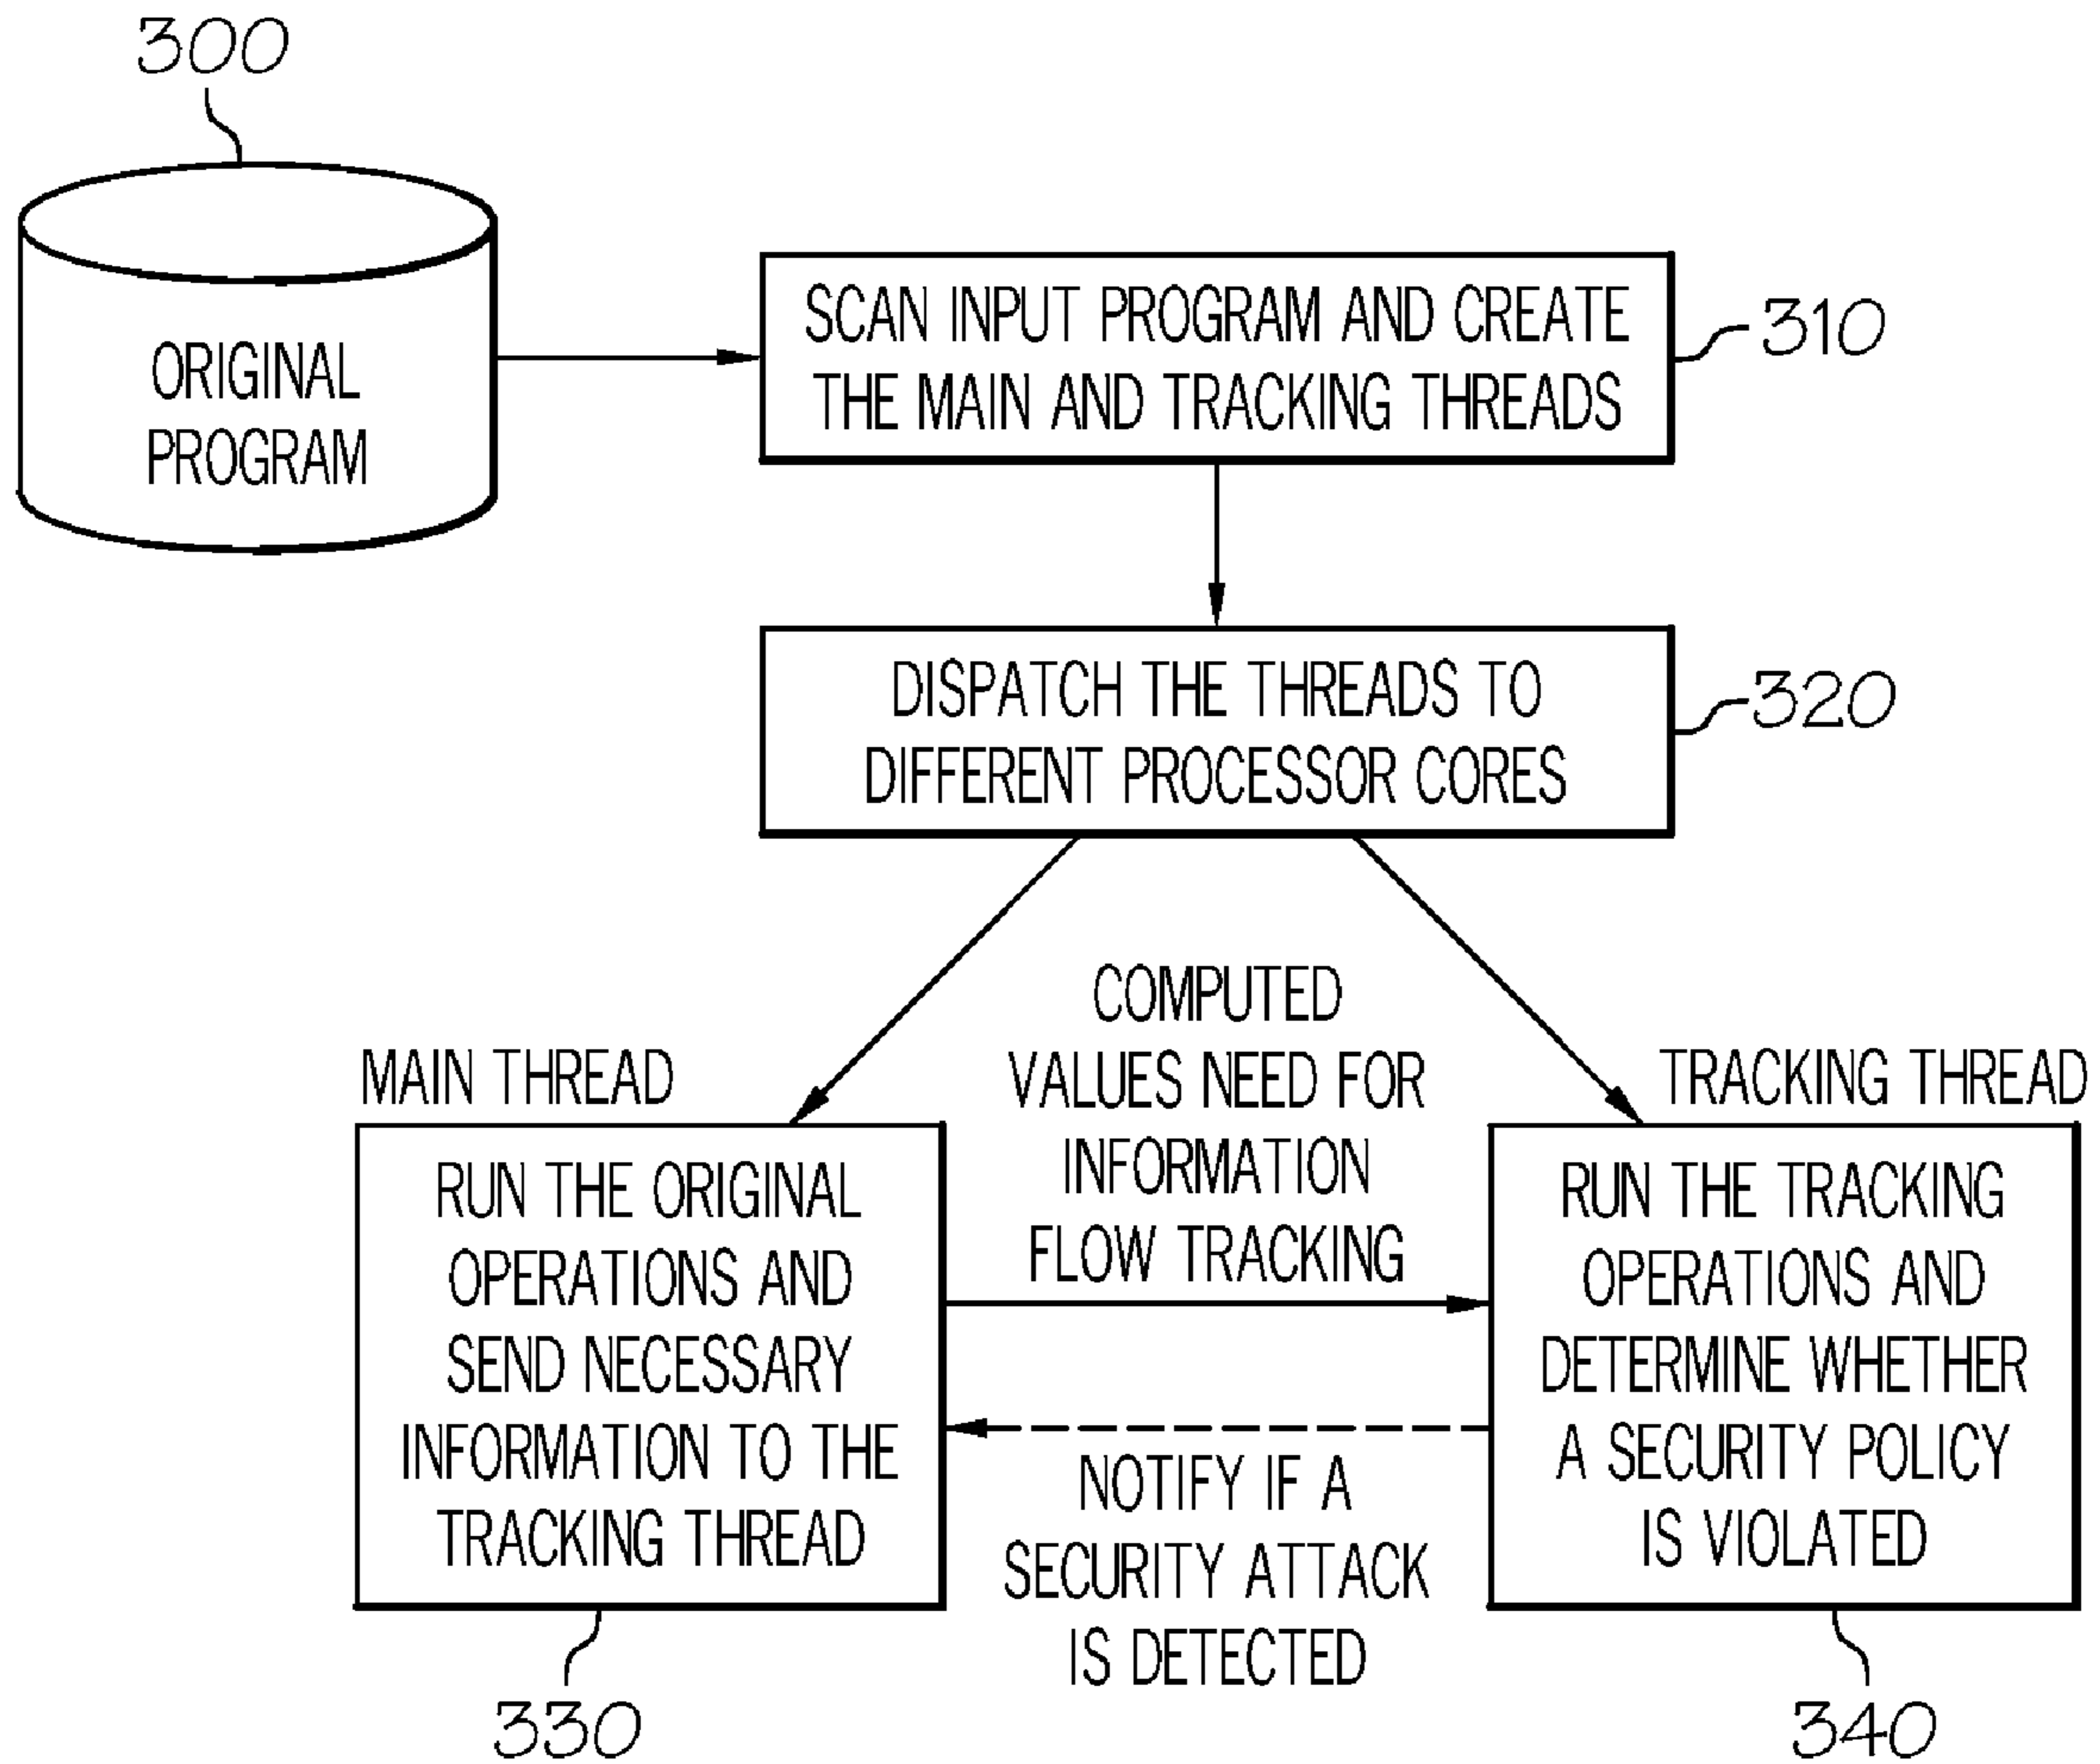 300
ORIGINAL
PROGRAM
SCAN INPUT PROGRAM AND CREATE
THE MAIN AND TRACKING THREADS
310
DISPATCH THE THREADS TO
DIFFERENT PROCESSOR CORES
320
MAIN THREAD
RUN THE ORIGINAL
OPERATIONS AND
SEND NECESSARY
INFORMATION TO THE
TRACKING THREAD
330
COMPUTED
VALUES NEED FOR
INFORMATION
FLOW TRACKING
NOTIFY IF A
SECURITY ATTACK
IS DETECTED
TRACKING THREAD
RUN THE TRACKING
OPERATIONS AND
DETERMINE WHETHER
A SECURITY POLICY
IS VIOLATED
340